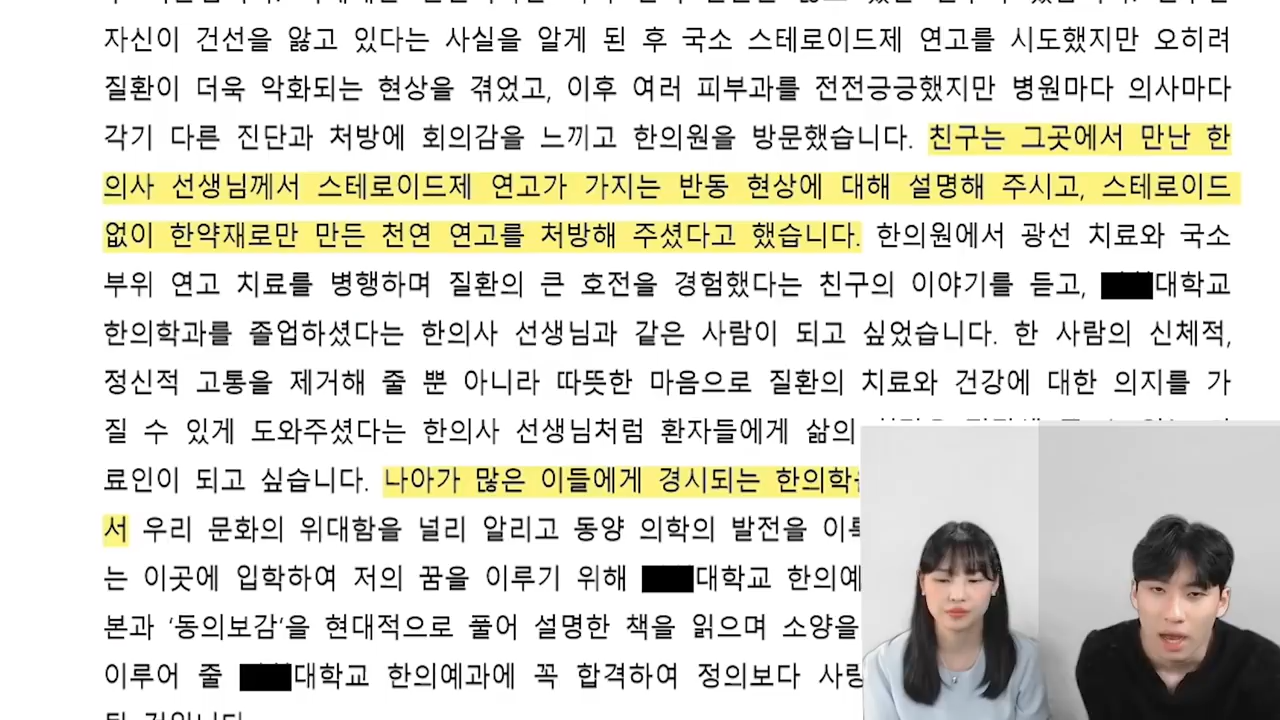 자신이 건선을 앓고 있다는 사실을 알게 된 후 국소 스테로이드제 연고를 시도했지만 오히려
질환이 더욱 악화되는 현상을 겪었고, 이후 여러 피부과를 전전긍긍했지만 병원마다 의사마다
각기 다른 진단과 처방에 회의감을 느끼고 한의원을 방문했습니다. 친구는 그곳에서 만난 한
의사 선생님께서 스테로이드제 연고가 가지는 반동 현상에 대해 설명해 주시고, 스테로이드
없이 한약재로만 만든 천연 연고를 처방해 주셨다고 했습니다. 한의원에서 광선 치료와 국소
부위 연고 치료를 병행하며 질환의 큰 호전을 경험했다는 친구의 이야기를 듣고, 대학교
한의학과를 졸업하셨다는 한의사 선생님과 같은 사람이 되고 싶었습니다. 한 사람의 신체적,
정신적 고통을 제거해 줄 뿐 아니라 따뜻한 마음으로 질환의 치료와 건강에 대한 의지를 가
질 수 있게 도와주셨다는 한의사 선생님처럼 환자들에게 삶의
료인이 되고 싶습니다. 나아가 많은 이들에게 경시되는
서 우리 문화의 위대함을 널리 알리고 동양 의학의 발전을
는 이곳에 입학하여 저의 꿈을 이루기 위해 대학교
본과 '동의보감'을 현대적으로 풀어 설명한 책을 읽으며 소양을
이루어 줄 대학교 한의예과에 꼭 합격하여 정의보다